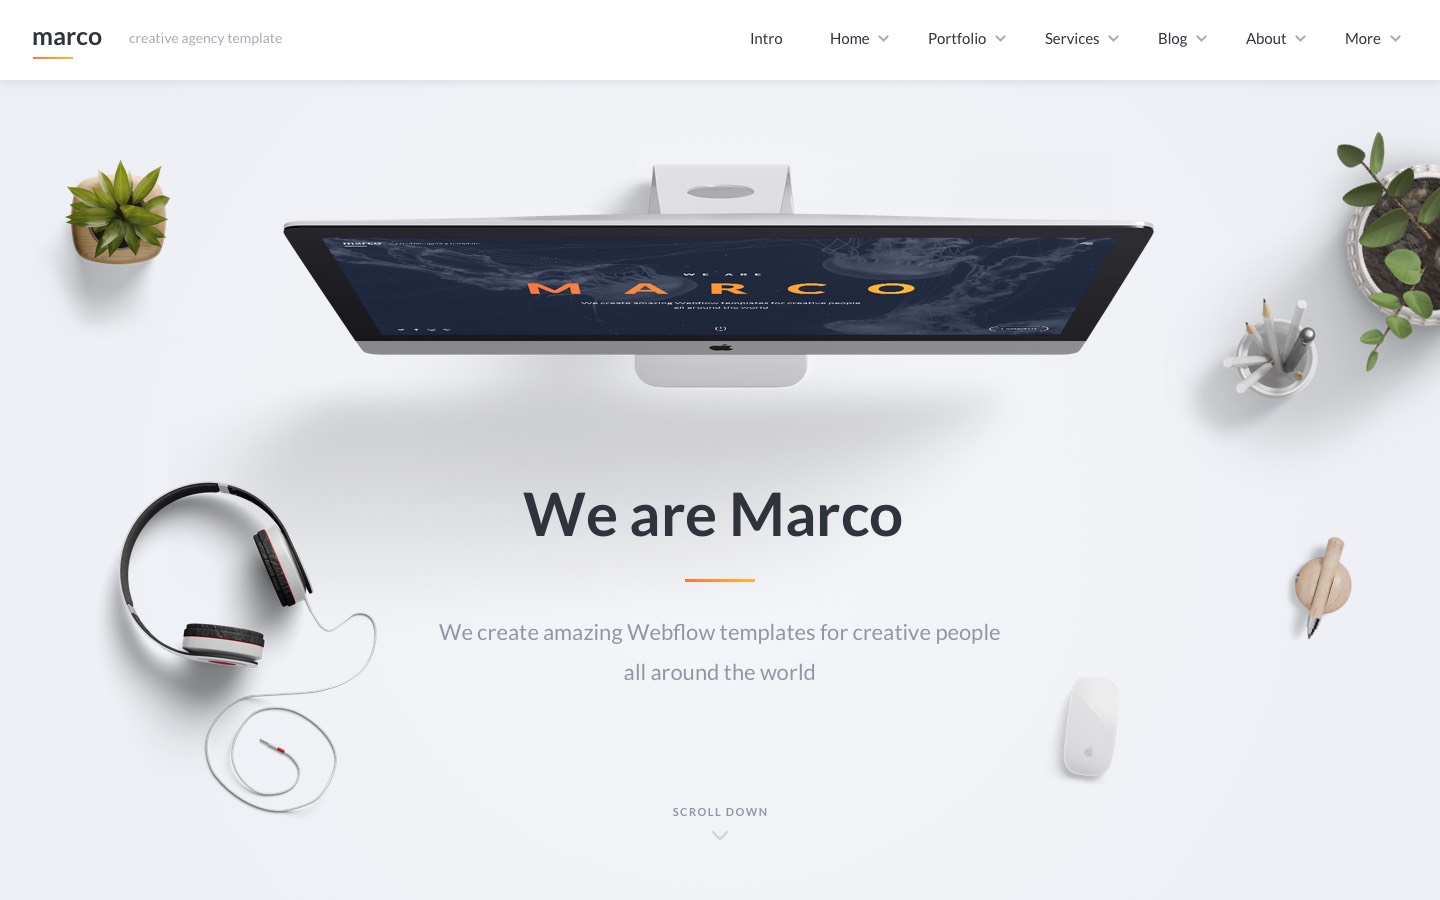 marco
creative agency template
Intro
Home
Portfolio
Services
Blog
About
More
marco
WE ARE
MARCO
We create amazing Webflow templates for creative people
all around the world
We are Marco
We create amazing Webflow templates for creative people
all around the world
SCROLL DOWN